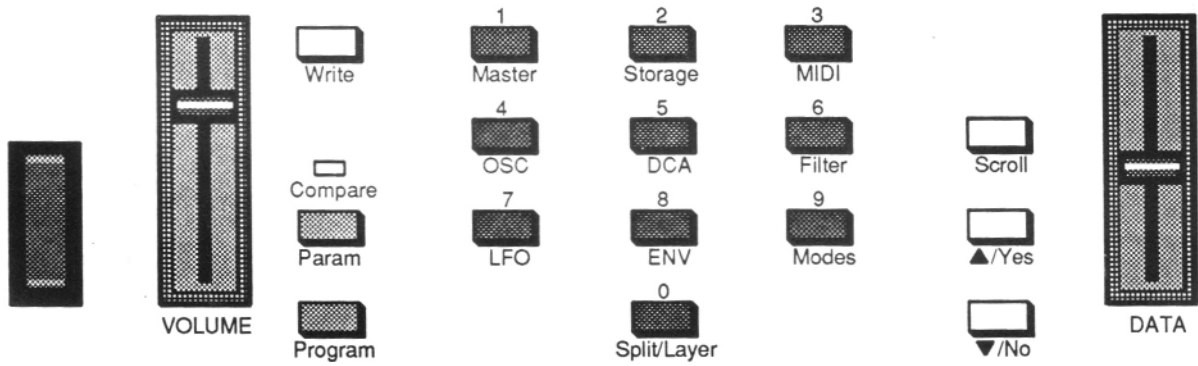 1 2 3
Write Master Storage MIDI
4 5 6
OSC DCA Filter Scroll
Compare
7 8 9
Param LFO ENV Modes ▲/Yes
0
VOLUME DATA
Program Split/Layer ▼/No